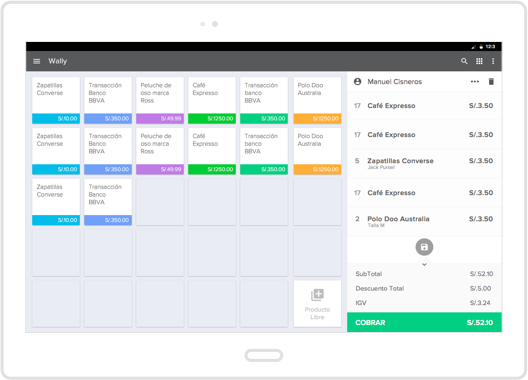 12:3
Wally
Zapatillas
Converse
S/.10.00
Transacción
Banco
BBVA
S/.350.00
Peluche de
oso marca
Ross
S/.49.99
Café
Expresso
S/.1250.00
Transacción
banco
BBVA
S/.350.00
Polo Doo
Australia
S/.1250.00
Zapatillas
Converse
S/.10.00
Transacción
Banco
BBVA
S/.350.00
Peluche de
oso marca
Ross
S/.49.99
Café
Expresso
S/.1250.00
Transacción
banco
BBVA
S/.350.00
Polo Doo
Australia
S/.1250.00
Zapatillas
Converse
S/.10.00
Transacción
Banco
BBVA
S/.350.00
Producto
Libre
Manuel Cisneros
17 Café Expresso S/.3.50
17 Café Expresso S/.3.50
5 Zapatillas Converse S/.3.50
Jack Pursel
17 Café Expresso S/.3.50
2 Polo Doo Australia S/.3.50
Talla M
SubTotal S/.52.10
Descuento Total S/.5.00
IGV S/.3.24
COBRAR S/.52.10